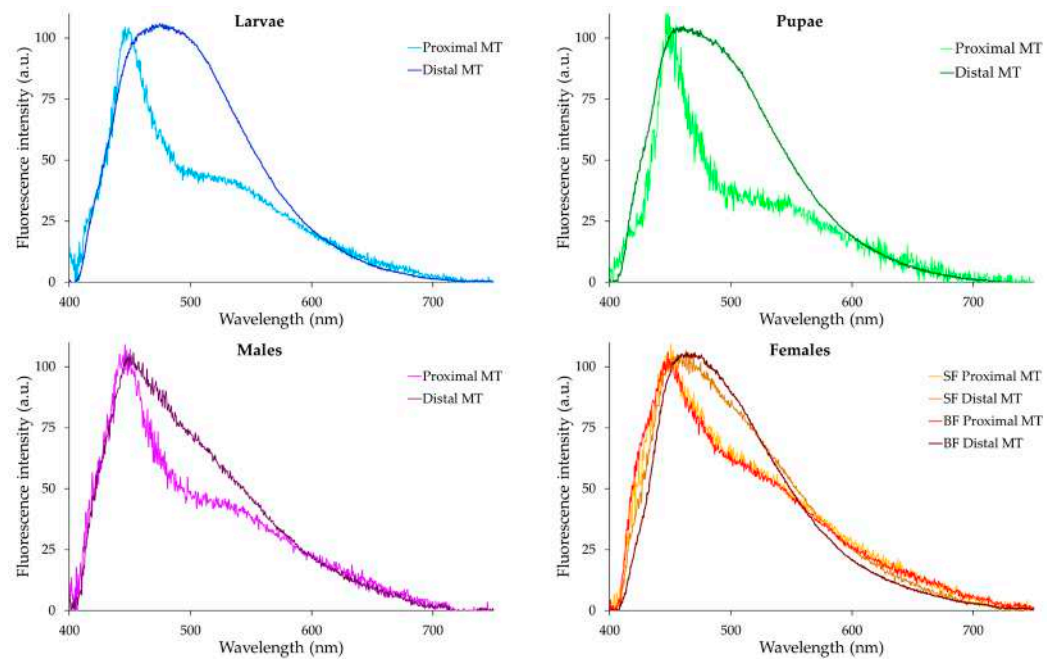 Larvae
Fluorescence intensity (a.u.)
100
75
50
25
0
400
500
600
700
Wavelength (nm)
Proximal MT
Distal MT
Pupae
Fluorescence intensity (a.u.)
100
75
50
25
0
400
500
600
700
Wavelength (nm)
Proximal MT
Distal MT
Males
Fluorescence intensity (a.u.)
100
75
50
25
0
400
500
600
700
Wavelength (nm)
Proximal MT
Distal MT
Females
Fluorescence intensity (a.u.)
100
75
50
25
0
400
500
600
700
Wavelength (nm)
SF Proximal MT
SF Distal MT
BF Proximal MT
BF Distal MT